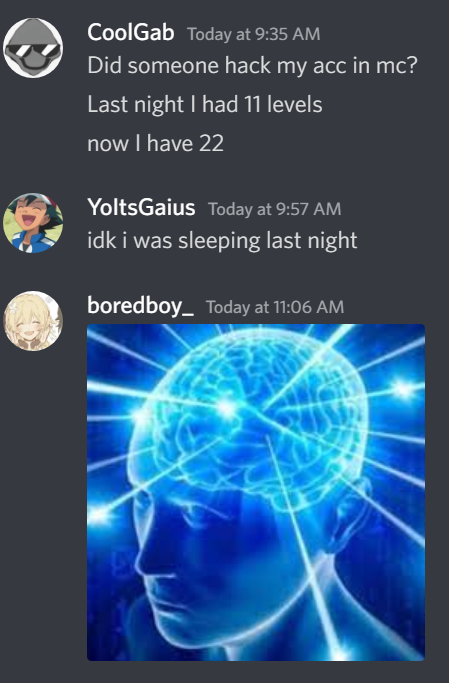 CoolGab Today at 9:35 AM
Did someone hack my acc in mc?
Last night I had 11 levels
now I have 22
YoItsGaius Today at 9:57 AM
idk i was sleeping last night
boredboy_ Today at 11:06 AM